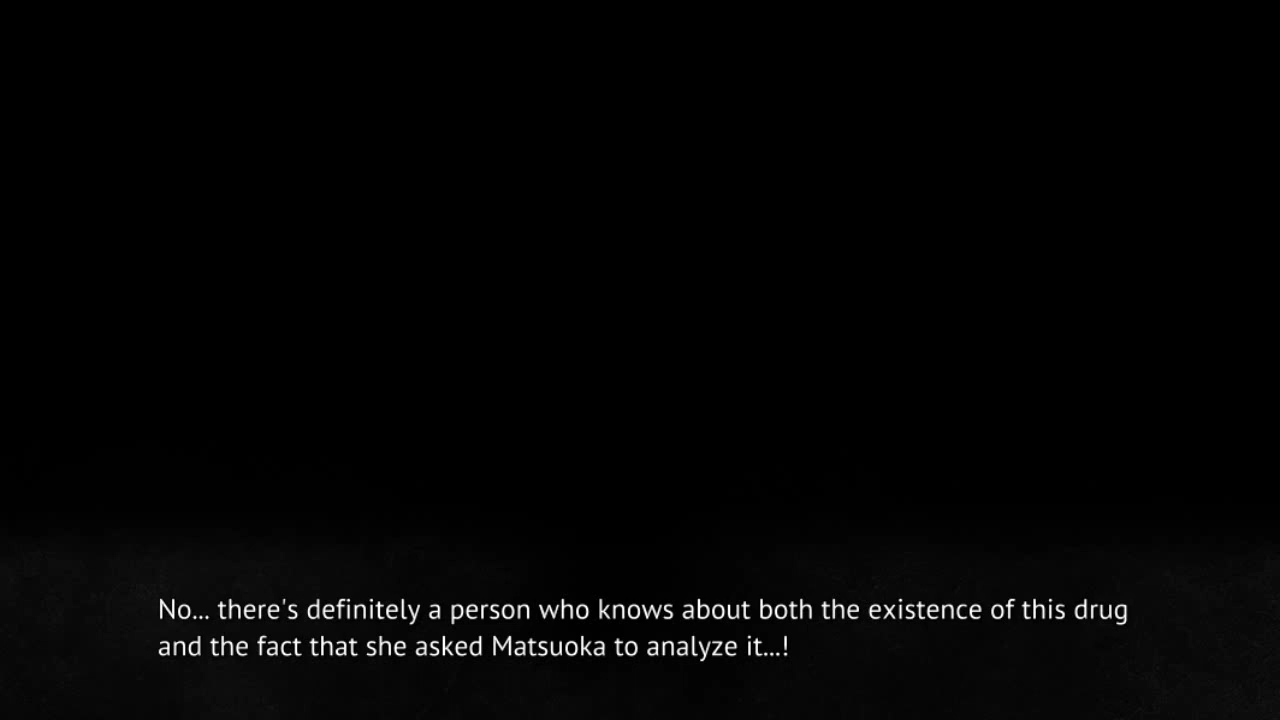 No... there's definitely a person who knows about both the existence of this drug
and the fact that she asked Matsuoka to analyze it...!